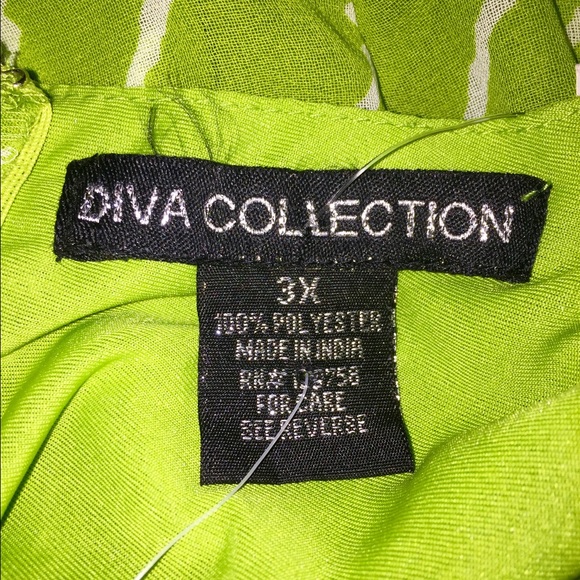 DIVA COLLECTION
3X
100% POLYESTER
MADE IN INDIA
RN#
FOR CARE
SEE REVERSE